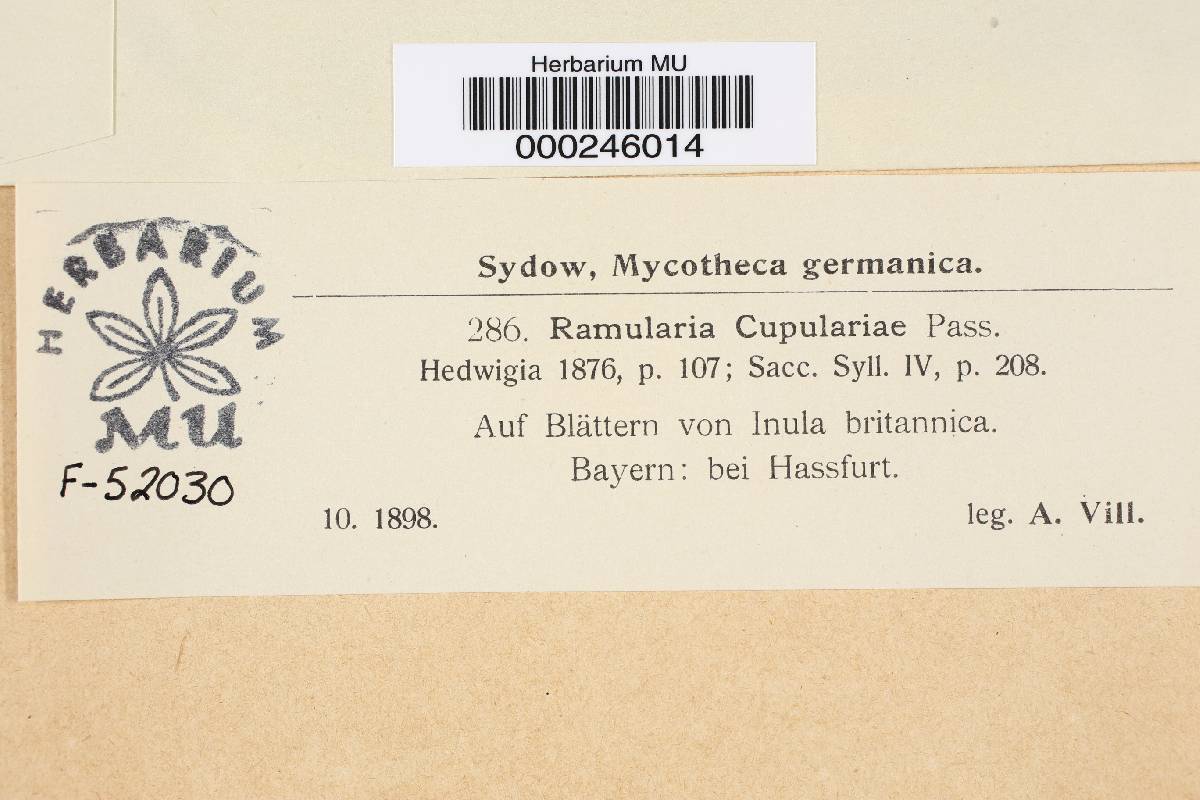 Herbarium MU
000246014
HERBARIUM
MU
F-52030
Sydow, Mycotheca germanica.
286. Ramularia Cupulariae Pass.
Hedwigia 1876, p. 107; Sacc. Syll. IV, p. 208.
Auf Blättern von Inula britannica.
Bayern: bei Hassfurt.
10. 1898.
leg. A. Vill.